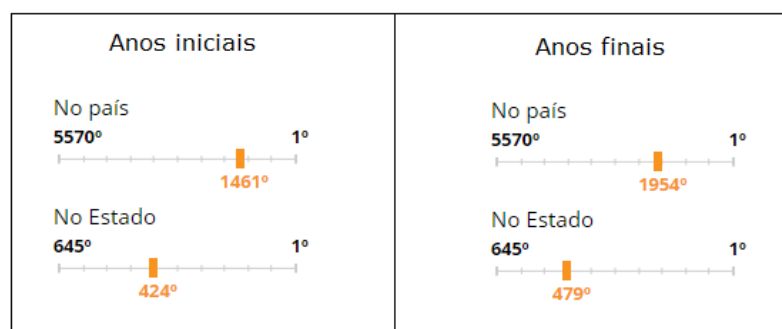 Anos iniciais
No país
5570º 1º
1461º
No Estado
645º 1º
424º
Anos finais
No país
5570º 1º
1954º
No Estado
645º 1º
479º